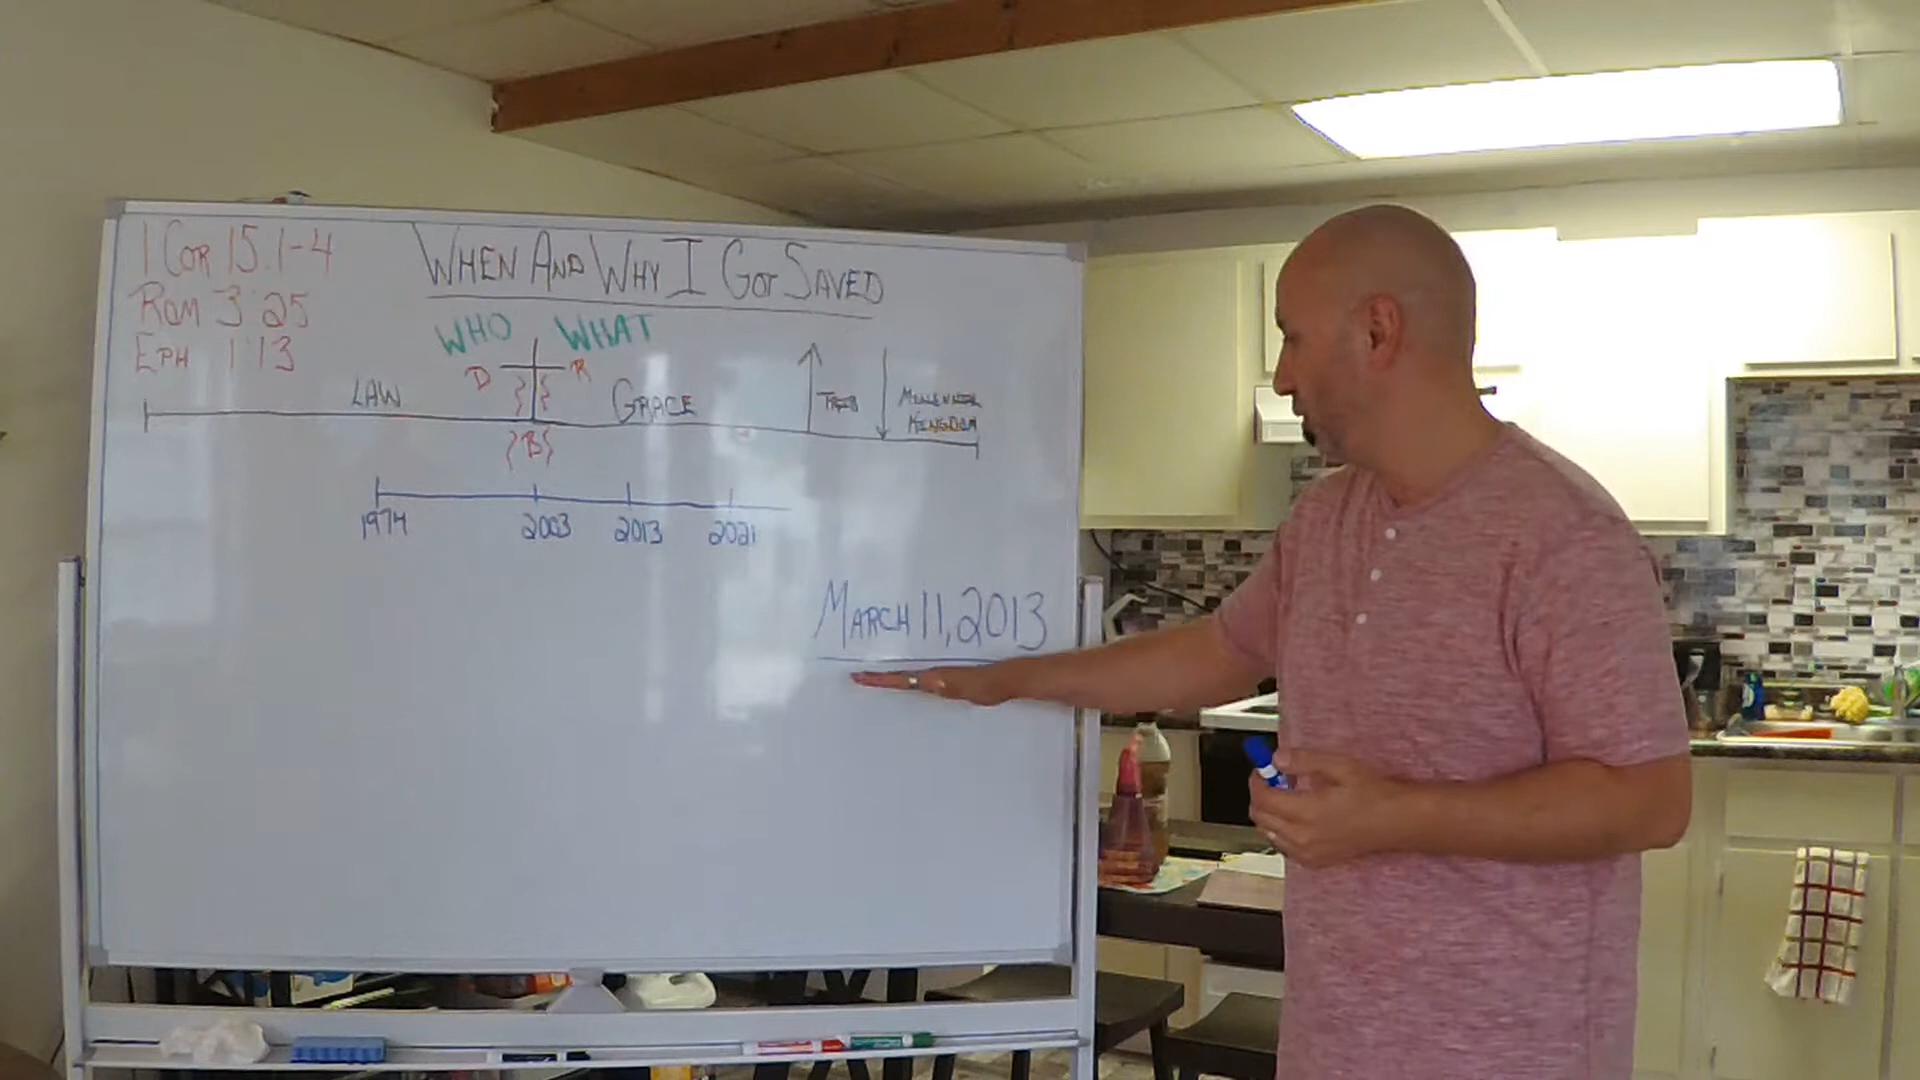 1 COR 15:1-4
ROM 3:25
EPH 1:13
WHEN AND WHY I GOT SAVED
WHO WHAT
D R
LAW GRACE
TRIB
MILLENNIAL
KINGDOM
B
1974 2003 2013 2021
MARCH 11, 2013